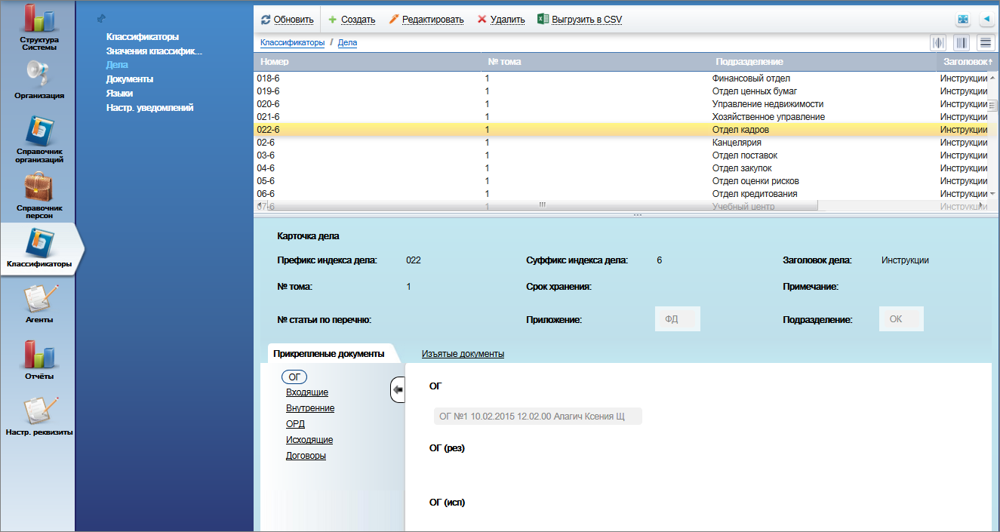 Структура
Системы
Организация
Справочник
организаций
Справочник
персон
Классификаторы
Агенты
Отчёты
Настр. реквизиты
Классификаторы
Значения классифик...
Дела
Документы
Языки
Настр. уведомлений
Обновить Создать Редактировать Удалить Выгрузить в CSV
Классификаторы / Дела
Номер № тома Подразделение Заголовок
018-6 1 Финансовый отдел Инструкции
019-6 1 Отдел ценных бумаг Инструкции
020-6 1 Управление недвижимости Инструкции
021-6 1 Хозяйственное управление Инструкции
022-6 1 Отдел кадров Инструкции
02-6 1 Канцелярия Инструкции
03-6 1 Отдел поставок Инструкции
04-6 1 Отдел закупок Инструкции
05-6 1 Отдел оценки рисков Инструкции
06-6 1 Отдел кредитования Инструкции
07-6 1 Учебный центр Инструкции
Карточка дела
Префикс индекса дела: 022 Суффикс индекса дела: 6 Заголовок дела: Инструкции
№ тома: 1 Срок хранения: Примечание:
№ статьи по перечню: Приложение: ФД Подразделение: ОК
Прикрепленые документы Изъятые документы
ОГ
Входящие
Внутренние
ОРД
Исходящие
Договоры
ОГ
ОГ №1 10.02.2015 12.02.00 Апагич Ксения Щ
ОГ (рез)
ОГ (исп)